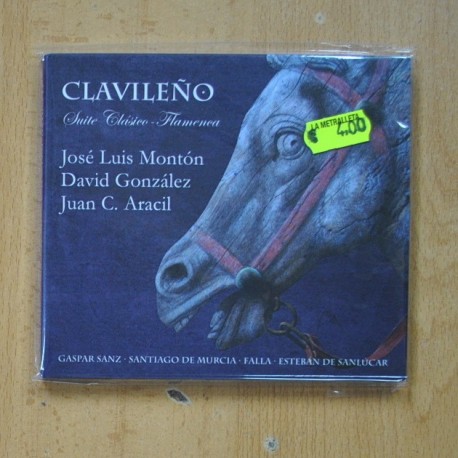 CLAVILEÑO
Suite Clásico-Flamenca
LA METRALLETA
€ 4.00
José Luis Montón
David González
Juan C. Aracil
GASPAR SANZ · SANTIAGO DE MURCIA · FALLA · ESTEBAN DE SANLÚCAR